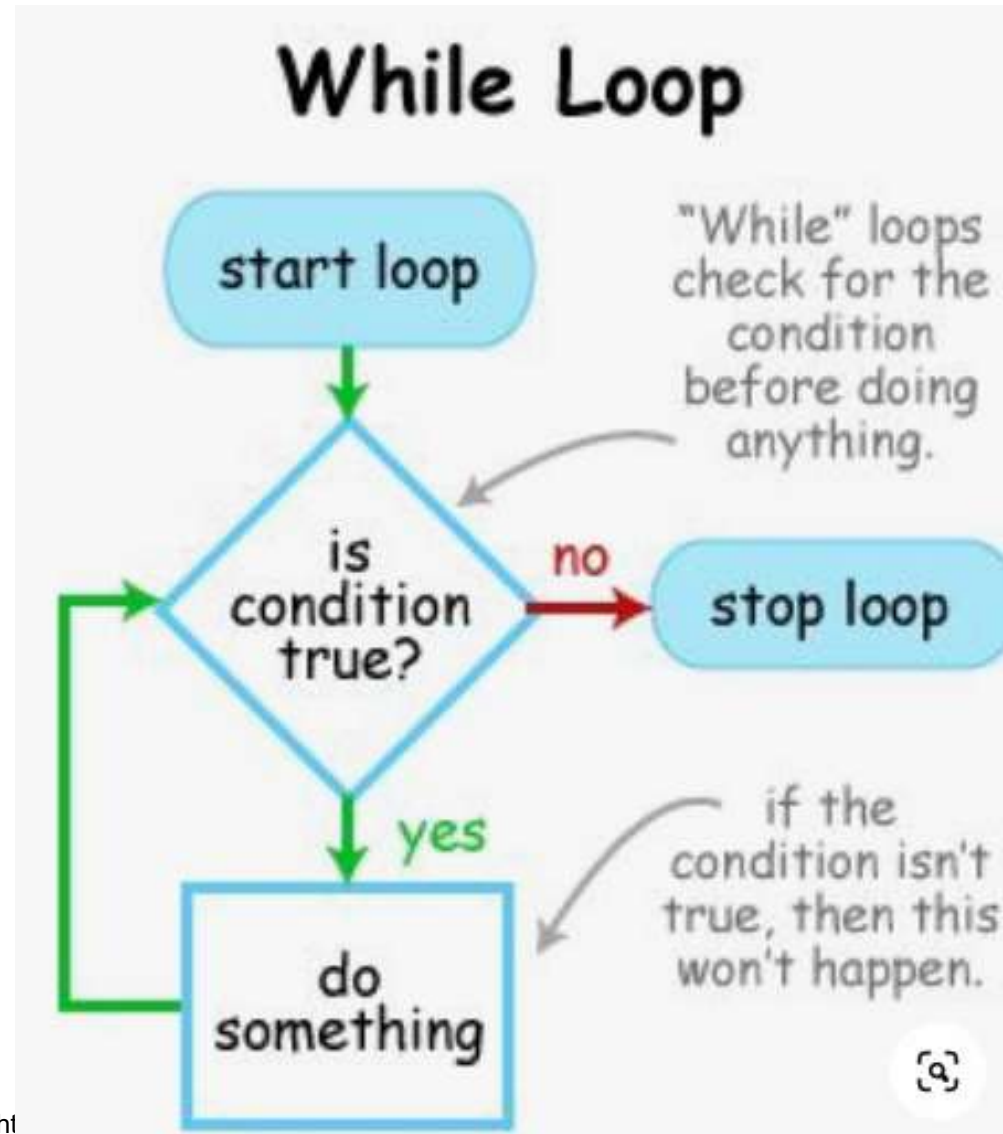 While Loop
start loop
"While" loops
check for the
condition
before doing
anything.
is
condition
true?
no
stop loop
yes
do
something
if the
condition isn't
true, then this
won't happen.